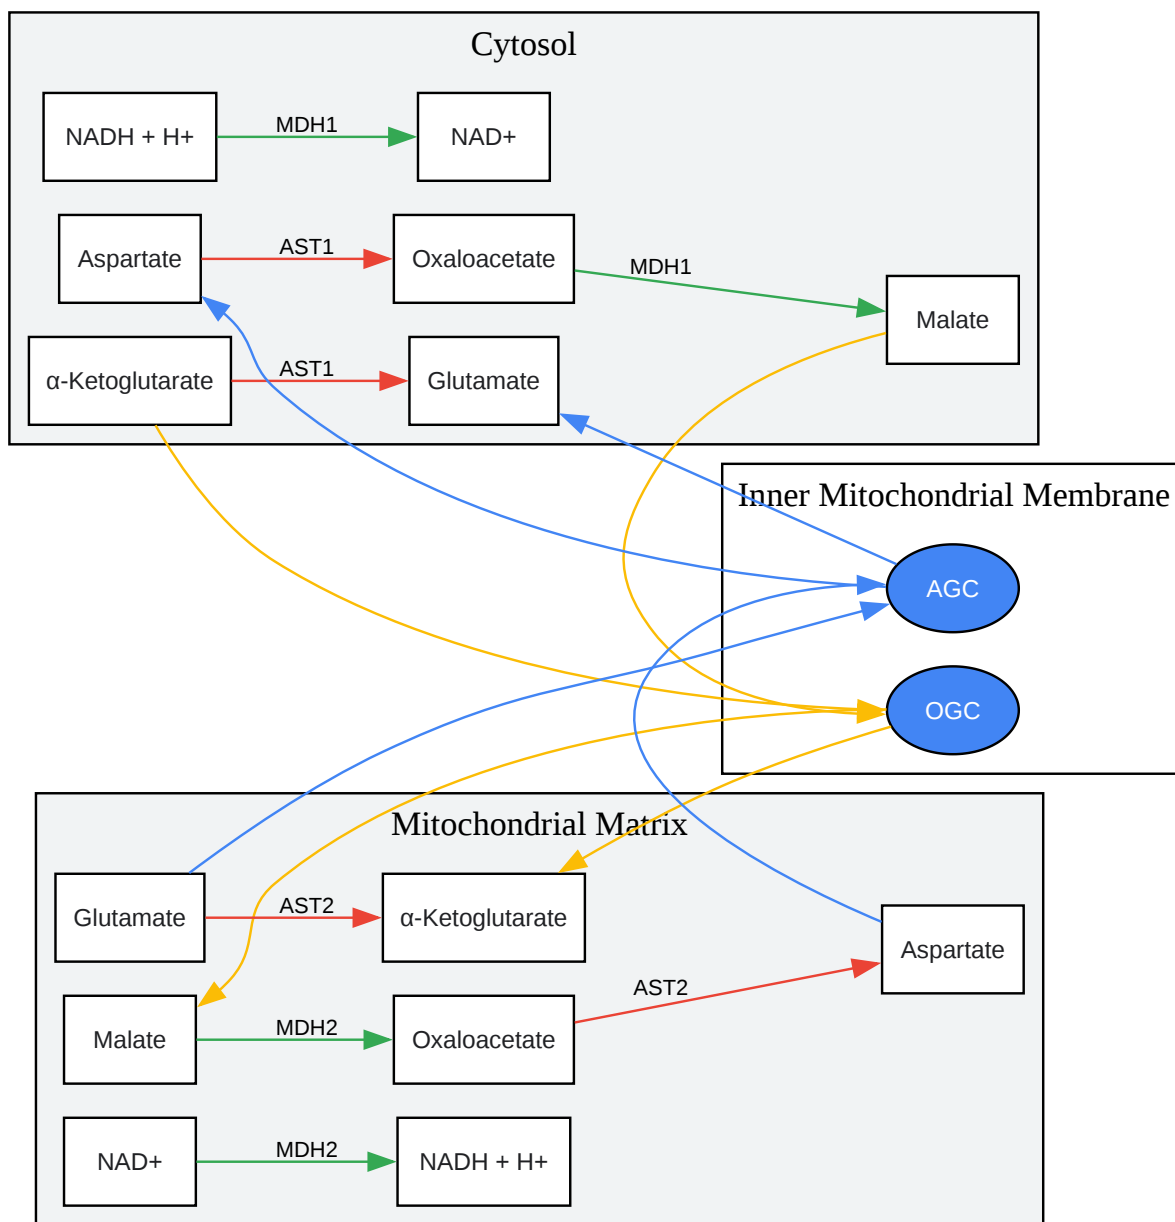 Cytosol
NADH + H+
MDH1
NAD+
Aspartate
AST1
Oxaloacetate
MDH1
Malate
α-Ketoglutarate
AST1
Glutamate
Inner Mitochondrial Membrane
AGC
OGC
Mitochondrial Matrix
Glutamate
AST2
α-Ketoglutarate
Aspartate
AST2
Malate
MDH2
Oxaloacetate
NAD+
MDH2
NADH + H+